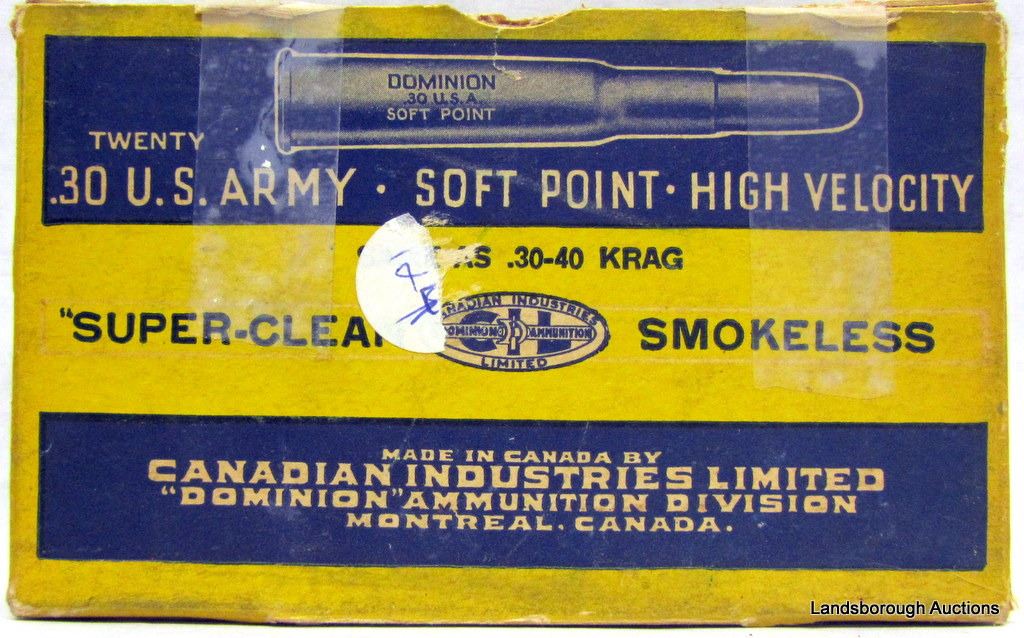 DOMINION
.30 U.S.A.
SOFT POINT
TWENTY
.30 U.S. ARMY · SOFT POINT · HIGH VELOCITY
AS .30-40 KRAG
"SUPER-CLEA
CANADIAN INDUSTRIES
DOMINION AMMUNITION
CIL
LIMITED
SMOKELESS
MADE IN CANADA BY
CANADIAN INDUSTRIES LIMITED
"DOMINION" AMMUNITION DIVISION
MONTREAL. CANADA.
Landsborough Auctions